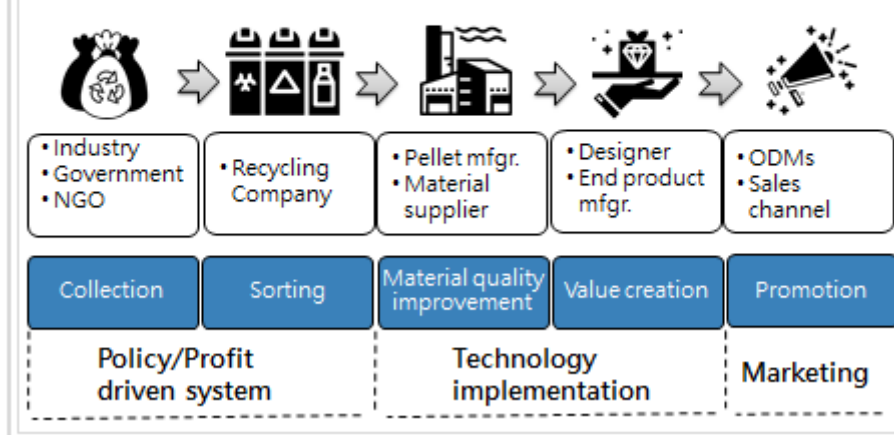 • Industry
• Government
• NGO
• Recycling
Company
• Pellet mfgr.
• Material
supplier
• Designer
• End product
mfgr.
• ODMs
• Sales
channel
Collection
Sorting
Material quality
improvement
Value creation
Promotion
Policy/Profit
driven system
Technology
implementation
Marketing